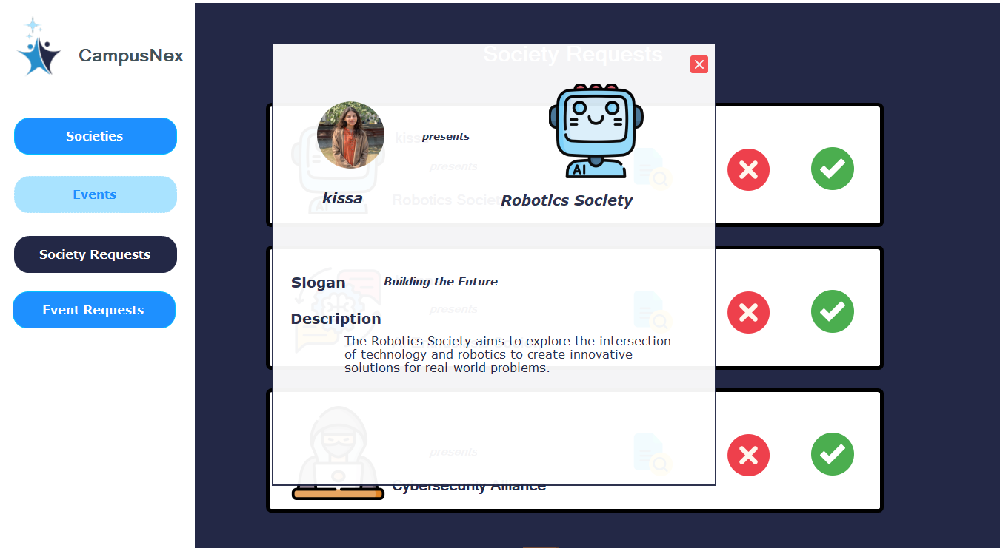 CampusNex
Societies
Events
Society Requests
Event Requests
Society Requests
kiss
presents
AI
kissa
Robotics Society
presents
Robotics Societ
AI
Slogan
Building the Future
presents
Description
The Robotics Society aims to explore the intersection
of technology and robotics to create innovative
solutions for real-world problems.
presents
Cybersecurity Alliance